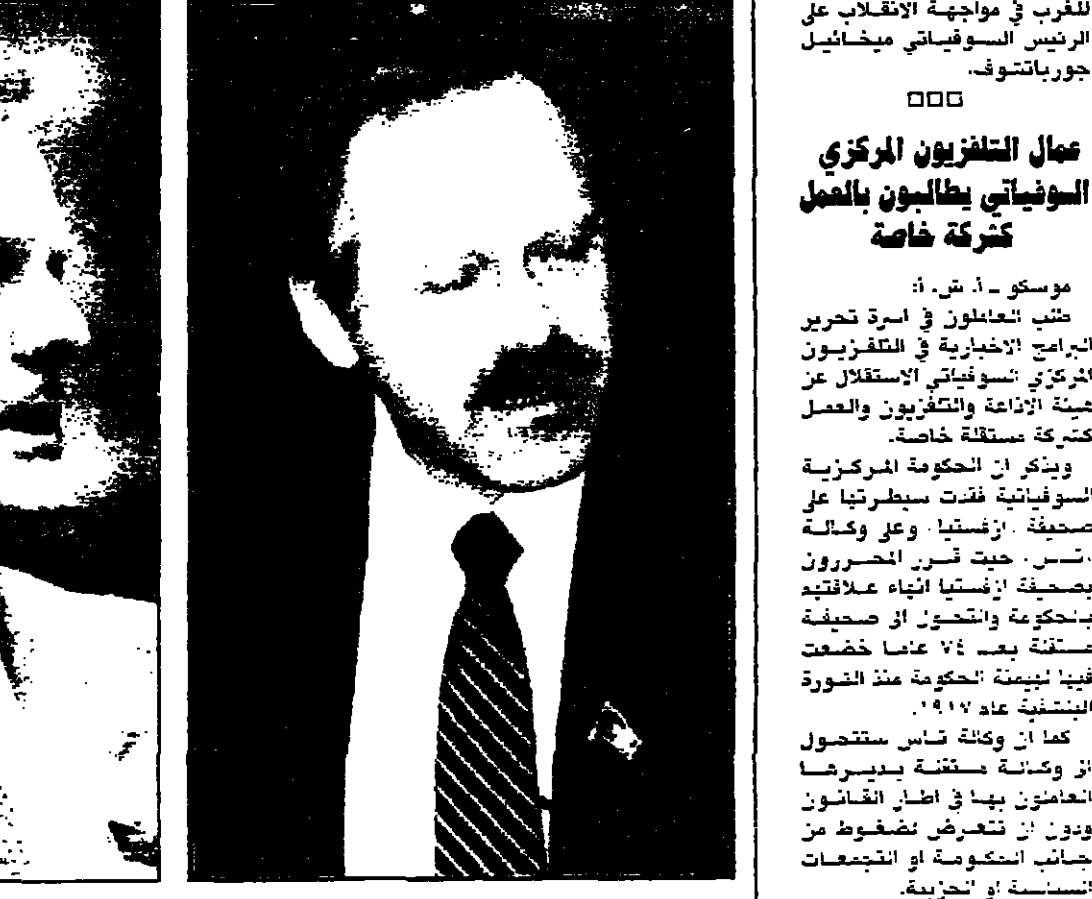 للغرب في مواجهة الانقلاب على
الرئيس السوفياتي ميخائيل
جورباتشوف.
□□□
عمال التلفزيون المركزي
السوفياتي يطالبون بالعمل
كشركة خاصة
موسكو ـ أ. ش. أ:
طلب العاملون في اسرة تحرير
البرامج الاخبارية في التلفزيون
المركزي السوفياتي الاستقلال عن
هيئة الاذاعة والتلفزيون والعمل
كشركة مستقلة خاصة.
ويذكر ان الحكومة المركزية
السوفياتية فقدت سيطرتها على
صحيفة «ازفستيا» وعلى وكالة
حيث قرر المحررون
بصحيفة ازفستيا انهاء علاقتهم
بالحكومة والتحول الى صحيفة
مستقلة بعد ٧٤ عاما خضعت
فيها لهيمنة الحكومة منذ الثورة
البلشفية عام ١٩١٧.
كما ان وكالة تاس ستتحول
الى وكالة مستقلة يديرها
العاملون بها في اطار القانون
ودون ان تتعرض لضغوط من
جانب الحكومة او التجمعات
السياسية او الحزبية.